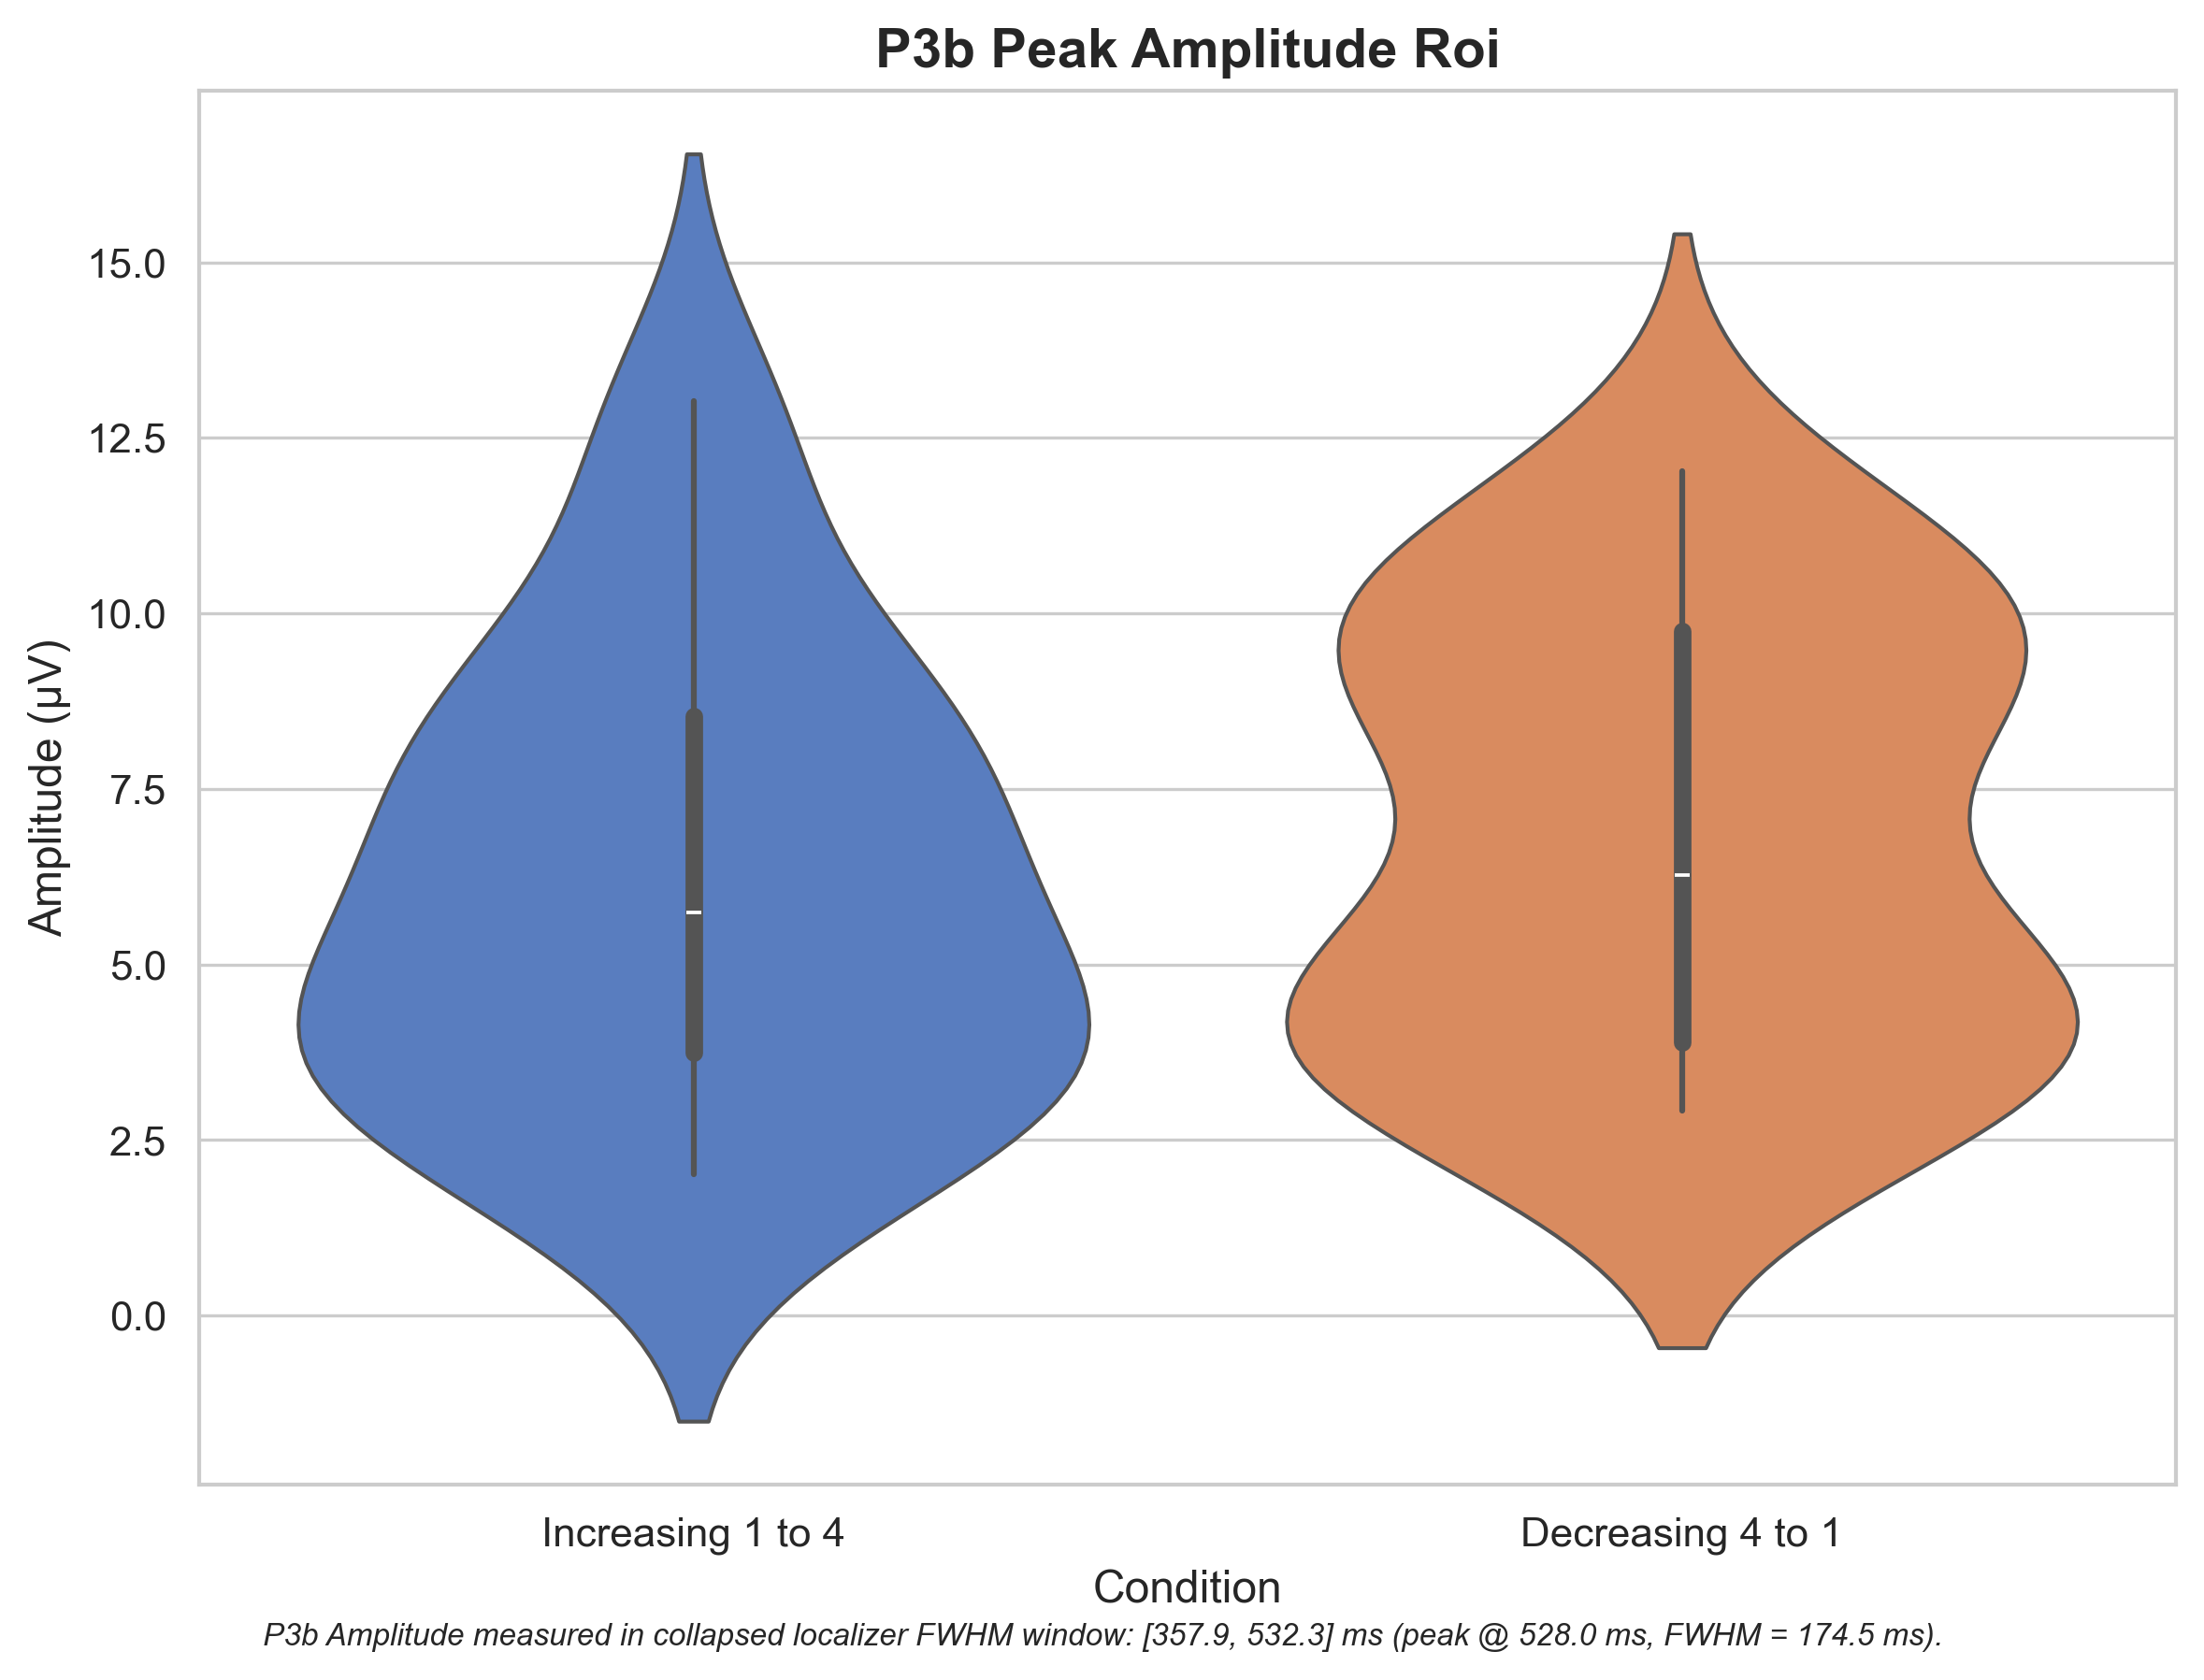 P3b Peak Amplitude Roi
15.0
12.5
10.0
7.5
5.0
2.5
0.0
Amplitude (μV)
Increasing 1 to 4
Decreasing 4 to 1
Condition
P3b Amplitude measured in collapsed localizer FWHM window: [357.9, 532.3] ms (peak @ 528.0 ms, FWHM = 174.5 ms).